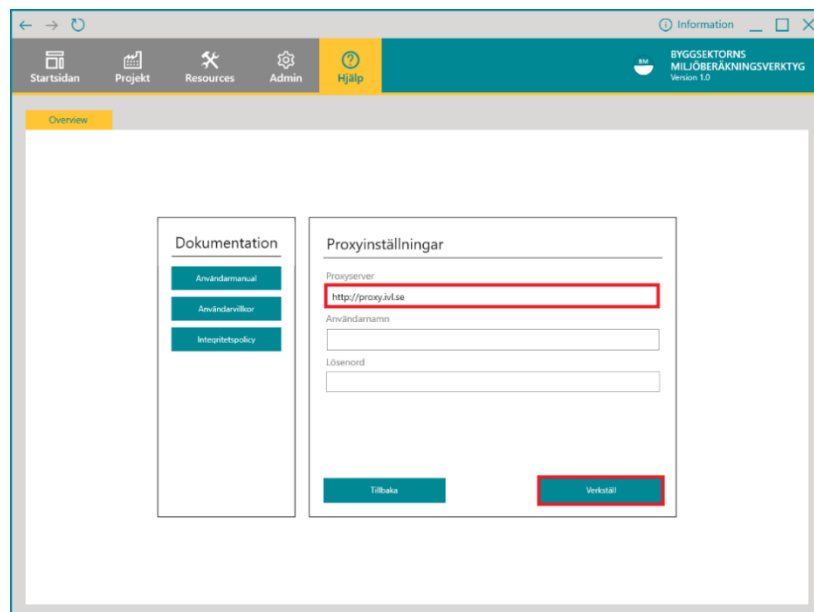 Information
Startsidan
Projekt
Resources
Admin
Hjälp
BM
BYGGSEKTORNS
MILJÖBERÄKNINGSVERKTYG
Version 1.0
Overview
Dokumentation
Användarmanual
Användarvillkor
Integritetspolicy
Proxyinställningar
Proxyserver
http://proxy.ivl.se
Användarnamn
Lösenord
Tillbaka
Verkställ